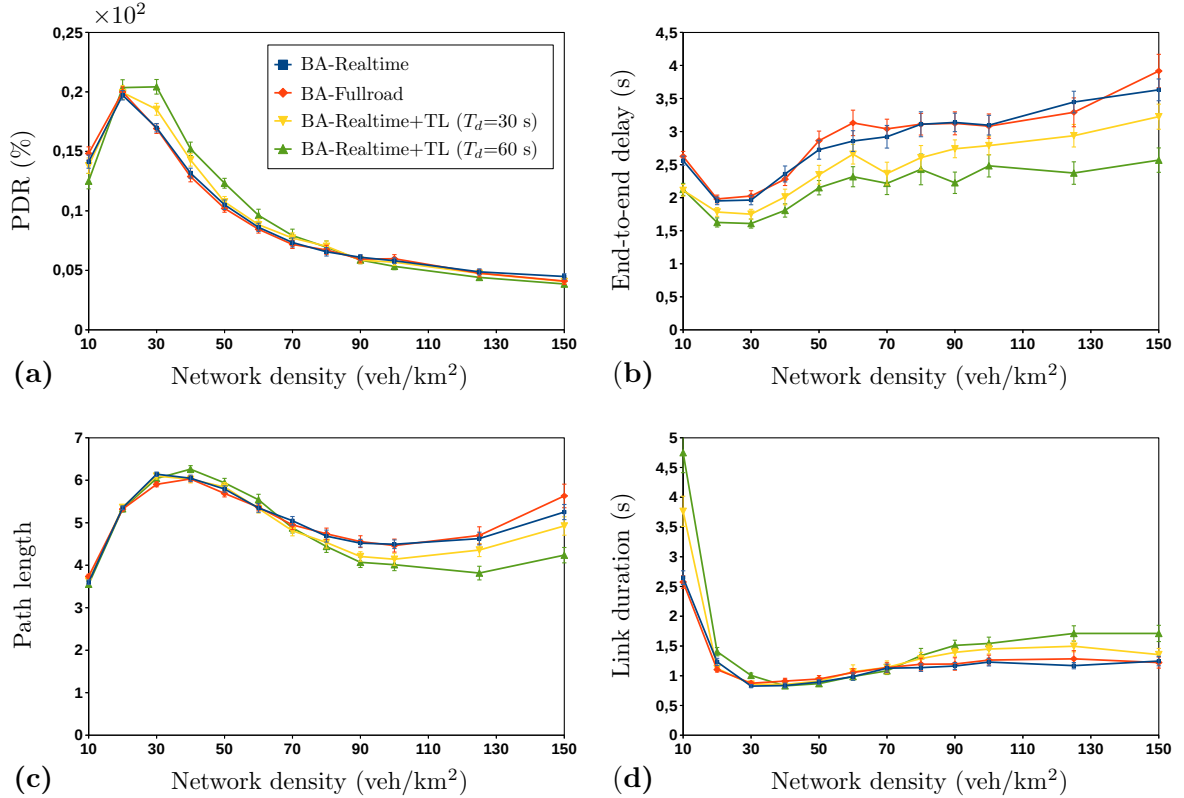 ×10²
0,25
0,2
0,15
0,1
0,05
0
PDR (%)
BA-Realtime
BA-Fullroad
BA-Realtime+TL (T_d=30 s)
BA-Realtime+TL (T_d=60 s)
10 30 50 70 90 110 130 150
(a) Network density (veh/km²)
4,5
4
3,5
3
2,5
2
1,5
1
0,5
0
End-to-end delay (s)
10 30 50 70 90 110 130 150
(b) Network density (veh/km²)
7
6
5
4
3
2
1
0
Path length
10 30 50 70 90 110 130 150
(c) Network density (veh/km²)
5
4,5
4
3,5
3
2,5
2
1,5
1
0,5
0
Link duration (s)
10 30 50 70 90 110 130 150
(d) Network density (veh/km²)